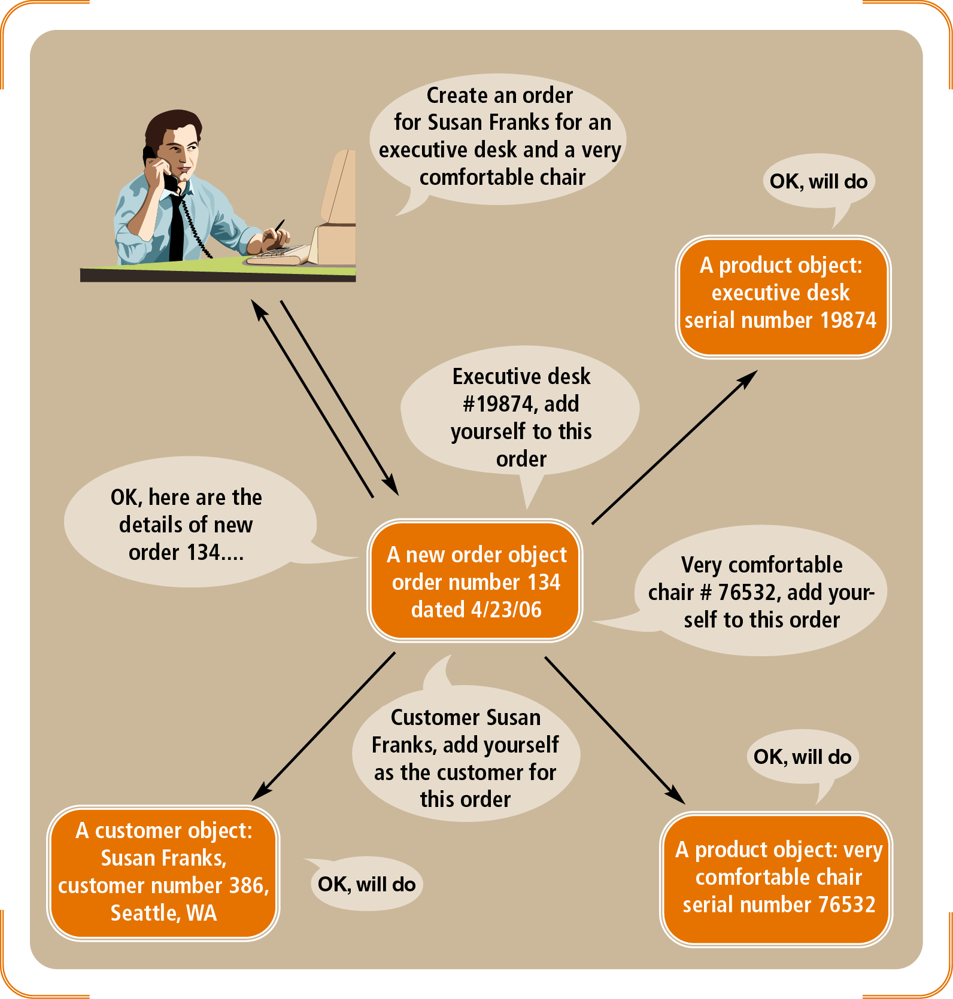 Create an order
for Susan Franks for an
executive desk and a very
comfortable chair
OK, will do
A product object:
executive desk
serial number 19874
Executive desk
#19874, add
yourself to this
order
OK, here are the
details of new
order 134....
A new order object
order number 134
dated 4/23/06
Very comfortable
chair # 76532, add your-
self to this order
Customer Susan
Franks, add yourself
as the customer for
this order
OK, will do
A customer object:
Susan Franks,
customer number 386,
Seattle, WA
OK, will do
A product object: very
comfortable chair
serial number 76532